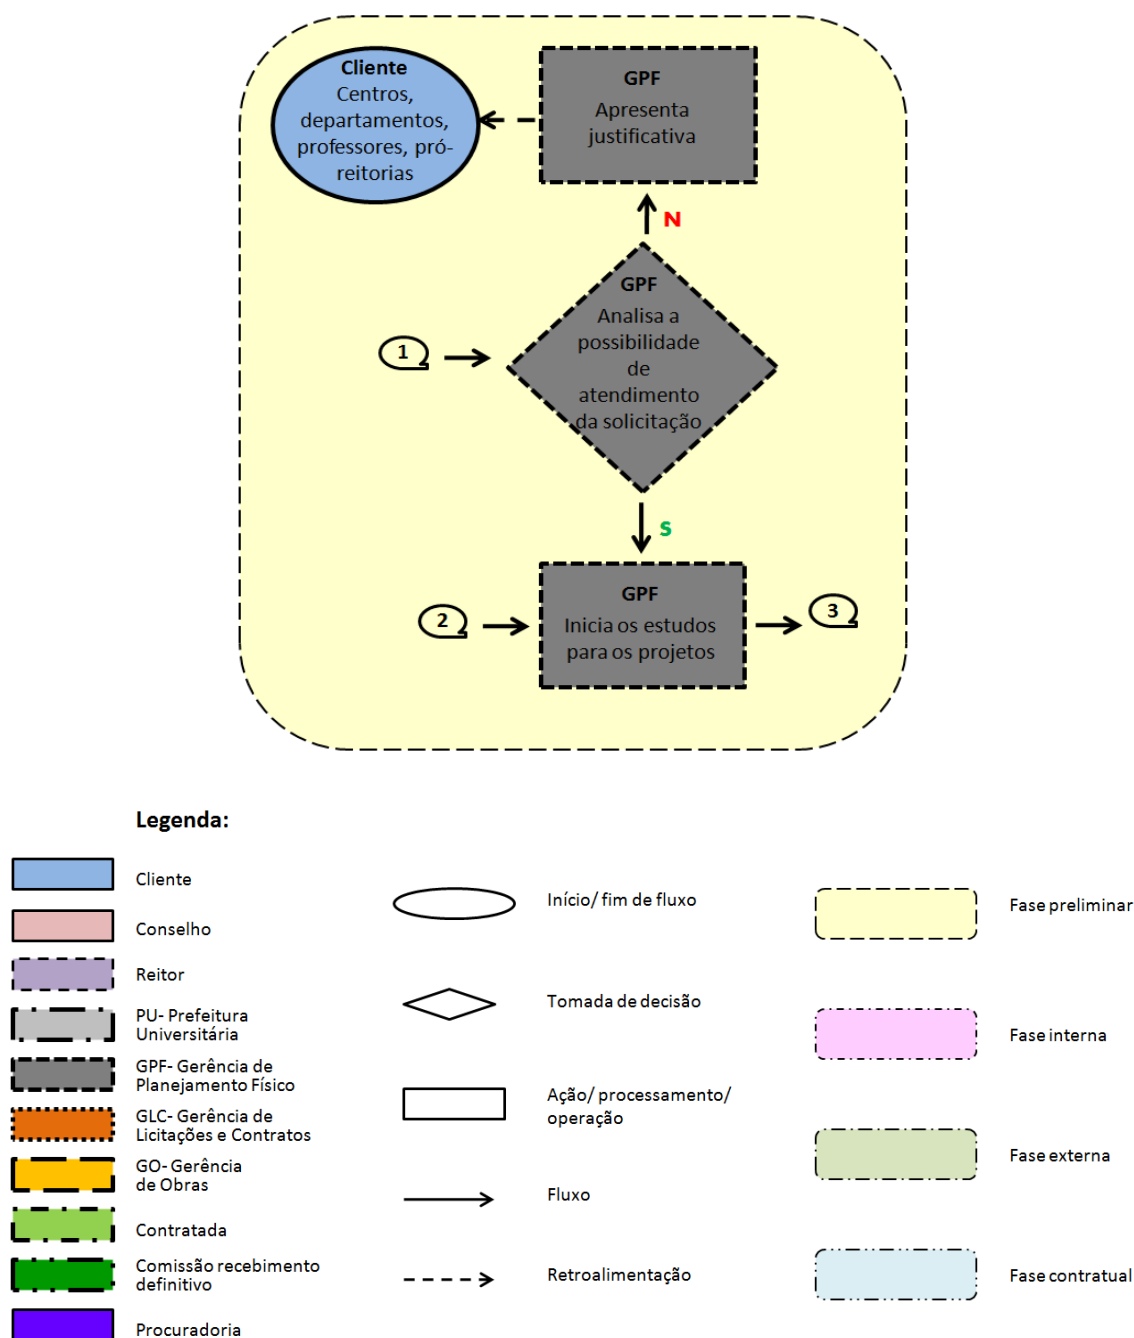 Cliente
Centros,
departamentos,
professores, pró-
reitorias
GPF
Apresenta
justificativa
N
GPF
Analisa a
possibilidade
de
atendimento
da solicitação
1
S
2
GPF
Inicia os estudos
para os projetos
3
Legenda:
Cliente
Conselho
Reitor
PU- Prefeitura
Universitária
GPF- Gerência de
Planejamento Físico
GLC- Gerência de
Licitações e Contratos
GO- Gerência
de Obras
Contratada
Comissão recebimento
definitivo
Procuradoria
Início/ fim de fluxo
Tomada de decisão
Ação/ processamento/
operação
Fluxo
Retroalimentação
Fase preliminar
Fase interna
Fase externa
Fase contratual